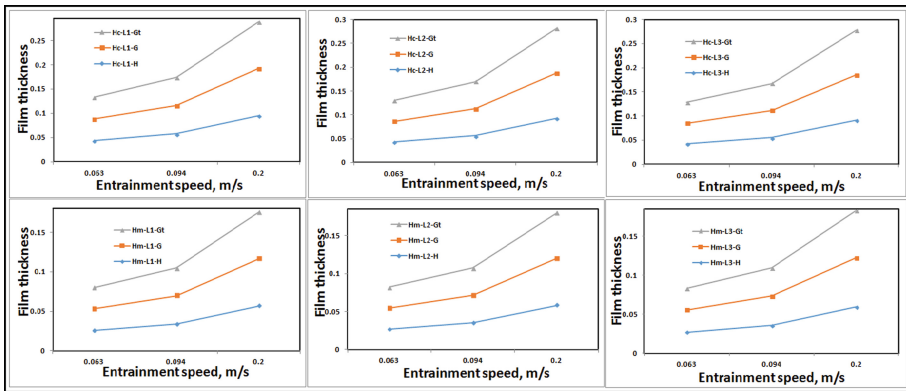 Film thickness
0.25
0.2
0.15
0.1
0.05
0
Hc-L1-Gt
Hc-L1-G
Hc-L1-H
0.063 0.094 0.2
Entrainment speed, m/s
Film thickness
0.3
0.25
0.2
0.15
0.1
0.05
0
Hc-L2-Gt
Hc-L2-G
Hc-L2-H
0.063 0.094 0.2
Entrainment speed, m/s
Film thickness
0.3
0.25
0.2
0.15
0.1
0.05
0
Hc-L3-Gt
Hc-L3-G
Hc-L3-H
0.063 0.094 0.2
Entrainment speed, m/s
Film thickness
0.15
0.1
0.05
0
Hm-L1-Gt
Hm-L1-G
Hm-L1-H
0.063 0.094 0.2
Entrainment speed, m/s
Film thickness
0.15
0.1
0.05
0
Hm-L2-Gt
Hm-L2-G
Hm-L2-H
0.063 0.094 0.2
Entrainment speed, m/s
Film thickness
0.15
0.1
0.05
0
Hm-L3-Gt
Hm-L3-G
Hm-L3-H
0.063 0.094 0.2
Entrainment speed, m/s